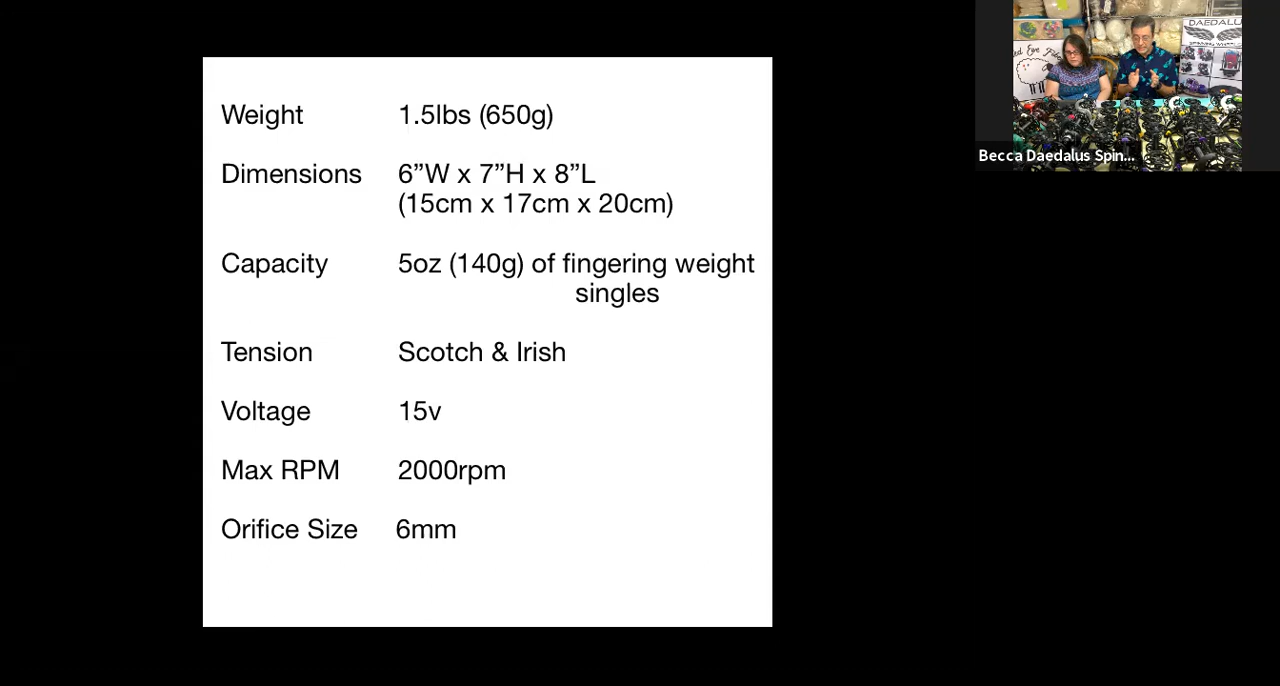 Weight 1.5lbs (650g)
Dimensions 6”W x 7”H x 8”L
(15cm x 17cm x 20cm)
Capacity 5oz (140g) of fingering weight
singles
Tension Scotch & Irish
Voltage 15v
Max RPM 2000rpm
Orifice Size 6mm
DAEDALU
Becca Daedalus Spin...